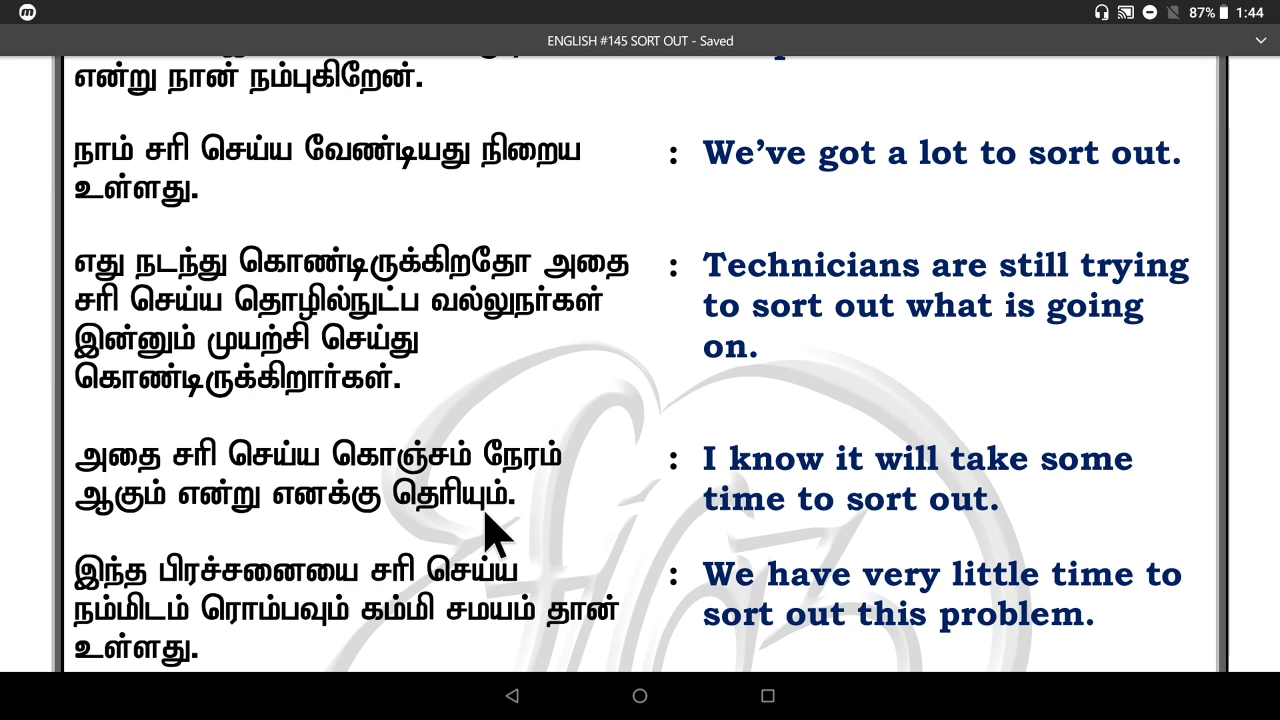 87% 1:44
ENGLISH #145 SORT OUT - Saved
என்று நான் நம்புகிறேன்.
நாம் சரி செய்ய வேண்டியது நிறைய
உள்ளது.
: We've got a lot to sort out.
எது நடந்து கொண்டிருக்கிறதோ அதை
சரி செய்ய தொழில்நுட்ப வல்லுநர்கள்
இன்னும் முயற்சி செய்து
கொண்டிருக்கிறார்கள்.
: Technicians are still trying
to sort out what is going
on.
அதை சரி செய்ய கொஞ்சம் நேரம்
ஆகும் என்று எனக்கு தெரியும்.
: I know it will take some
time to sort out.
இந்த பிரச்சனையை சரி செய்ய
நம்மிடம் ரொம்பவும் கம்மி சமயம் தான்
உள்ளது.
: We have very little time to
sort out this problem.